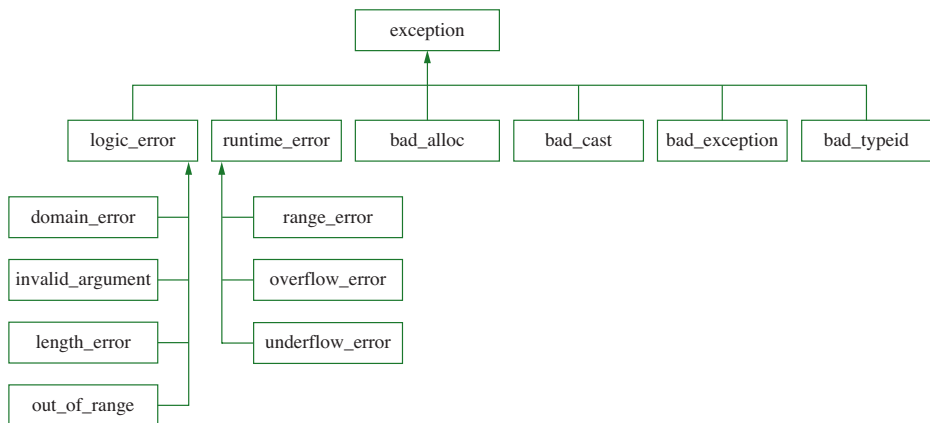 exception
logic_error runtime_error bad_alloc bad_cast bad_exception bad_typeid
domain_error range_error
invalid_argument overflow_error
length_error underflow_error
out_of_range